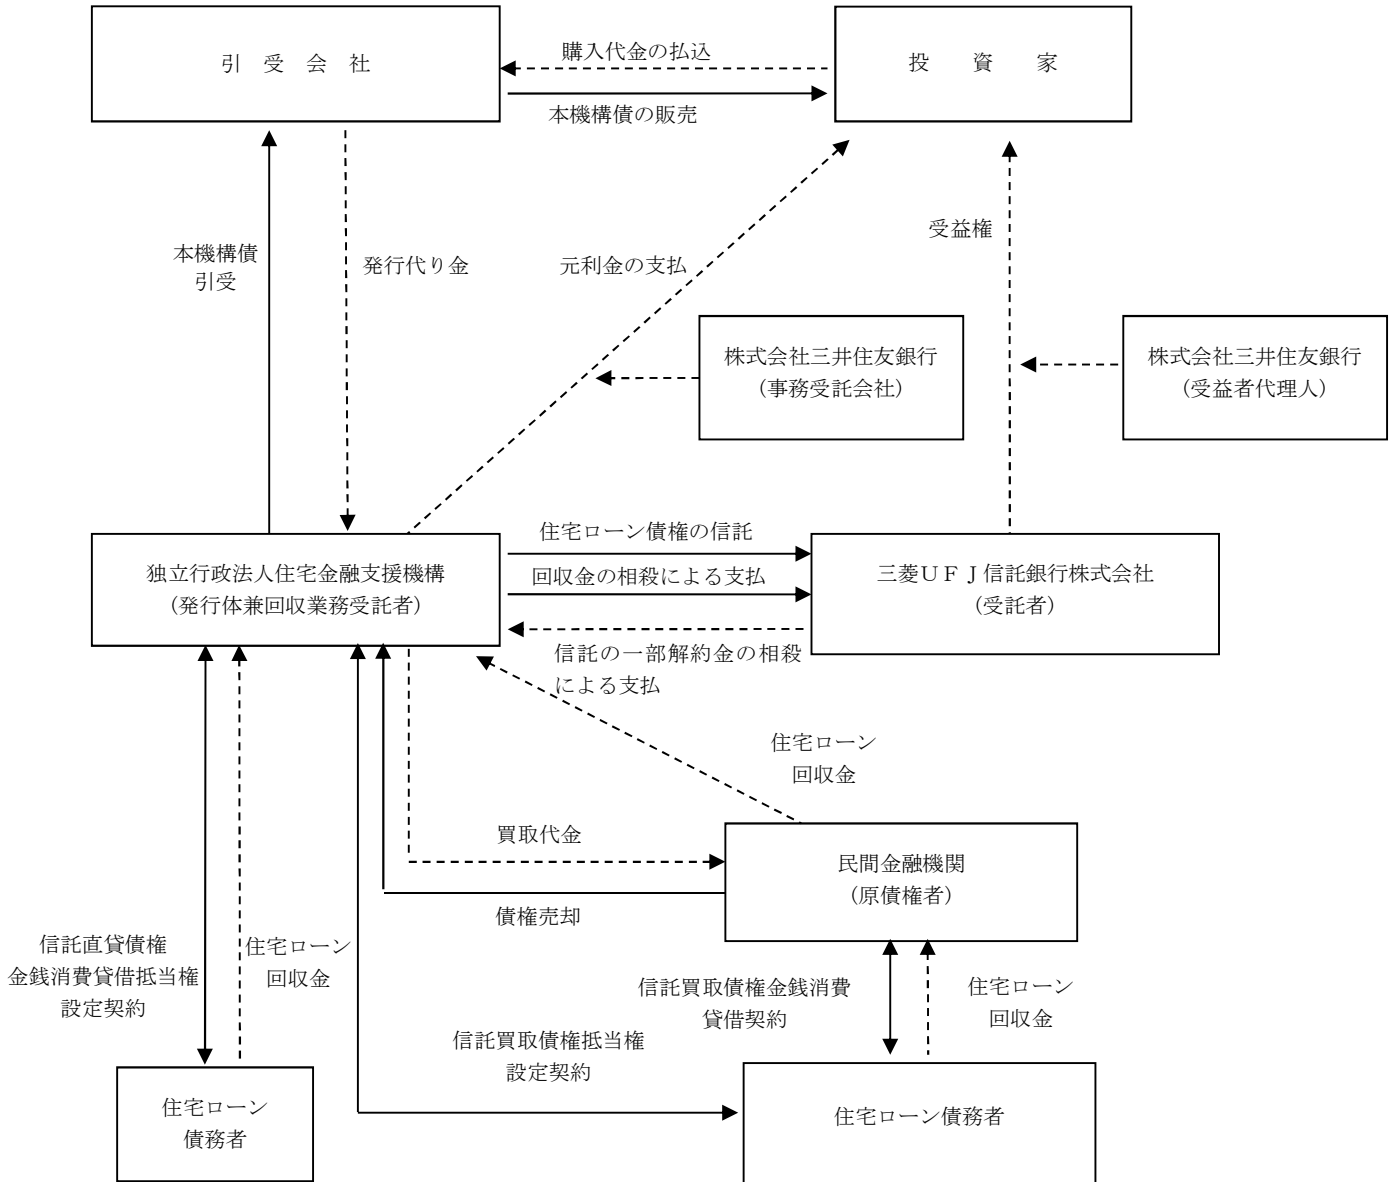 引　受　会　社
購入代金の払込
投　　資　　家
本機構債の販売
本機構債
引受
発行代り金
元利金の支払
受益権
株式会社三井住友銀行
（事務受託会社）
株式会社三井住友銀行
（受益者代理人）
独立行政法人住宅金融支援機構
（発行体兼回収業務受託者）
住宅ローン債権の信託
回収金の相殺による支払
三菱ＵＦＪ信託銀行株式会社
（受託者）
信託の一部解約金の相殺
による支払
住宅ローン
回収金
買取代金
民間金融機関
（原債権者）
債権売却
信託直貸債権
金銭消費貸借抵当権
設定契約
住宅ローン
回収金
信託買取債権金銭消費
貸借契約
住宅ローン
回収金
信託買取債権抵当権
設定契約
住宅ローン
債務者
住宅ローン債務者